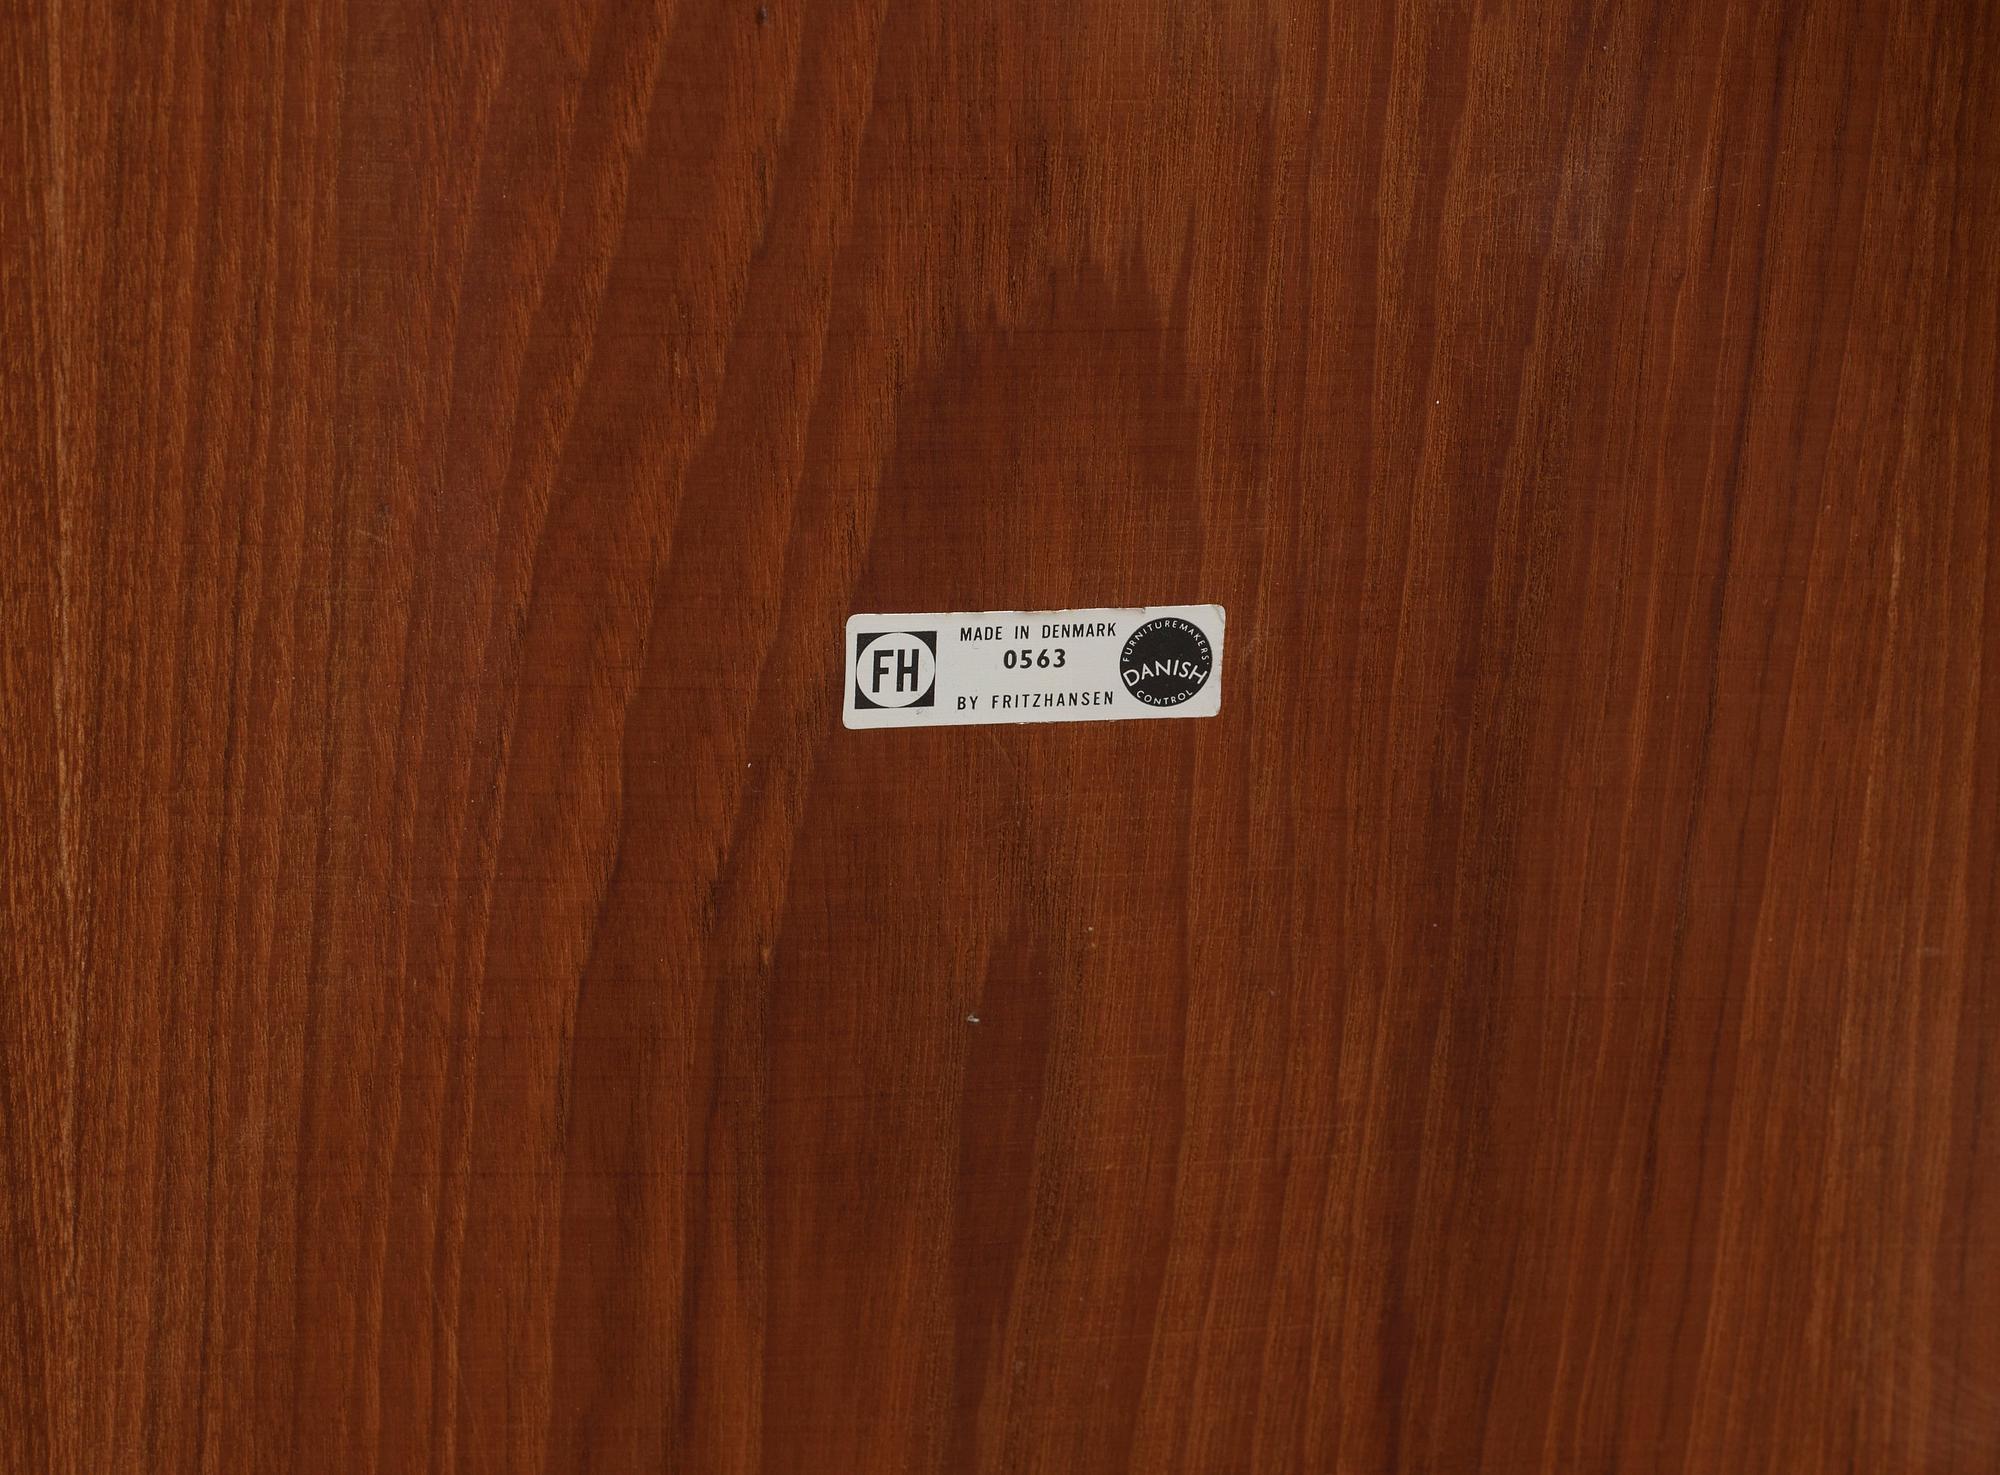 FH
MADE IN DENMARK
0563
BY FRITZHANSEN
FURNITUREMAKERS'
DANISH
CONTROL